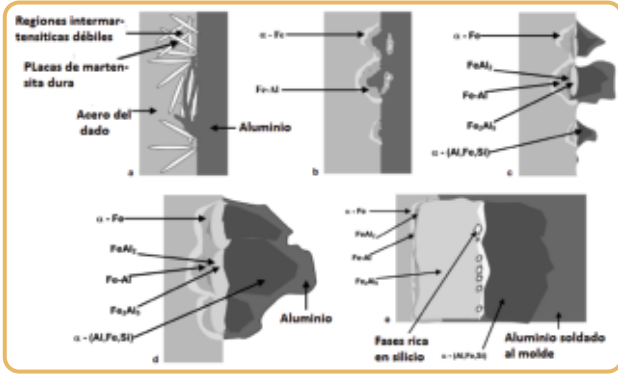 Regiones intermar-
tensíticas débiles
PLacas de marten-
sita dura
Acero del
dado
Aluminio
a
α - Fe
Fe-Al
b
α - Fe
FeAl₂
Fe-Al
Fe₂Al₅
α - (Al,Fe,Si)
c
α - Fe
FeAl₂
Fe-Al
Fe₂Al₅
α - (Al,Fe,Si)
Aluminio
d
α - Fe
FeAl₂
Fe-Al
Fe₂Al₅
e
Fases rica
en silicio
α - (Al,Fe,Si)
Aluminio soldado
al molde